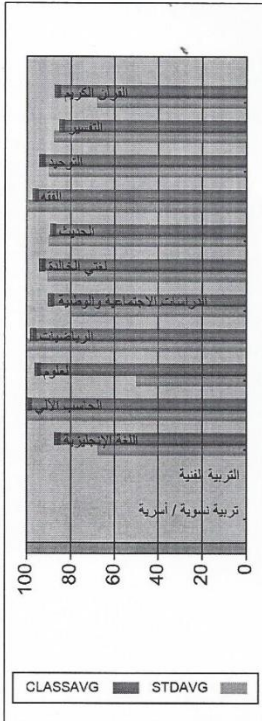 القرآن الكريم
التفسير
التوحيد
الفقه
الحديث
لغتي الخالدة
الدراسات الاجتماعية والوطنية
الرياضيات
العلوم
الحاسب الآلي
اللغة الإنجليزية
التربية الفنية
تربية نسوية / أسرية
100
80
60
40
20
0
CLASSAVG STDAVG